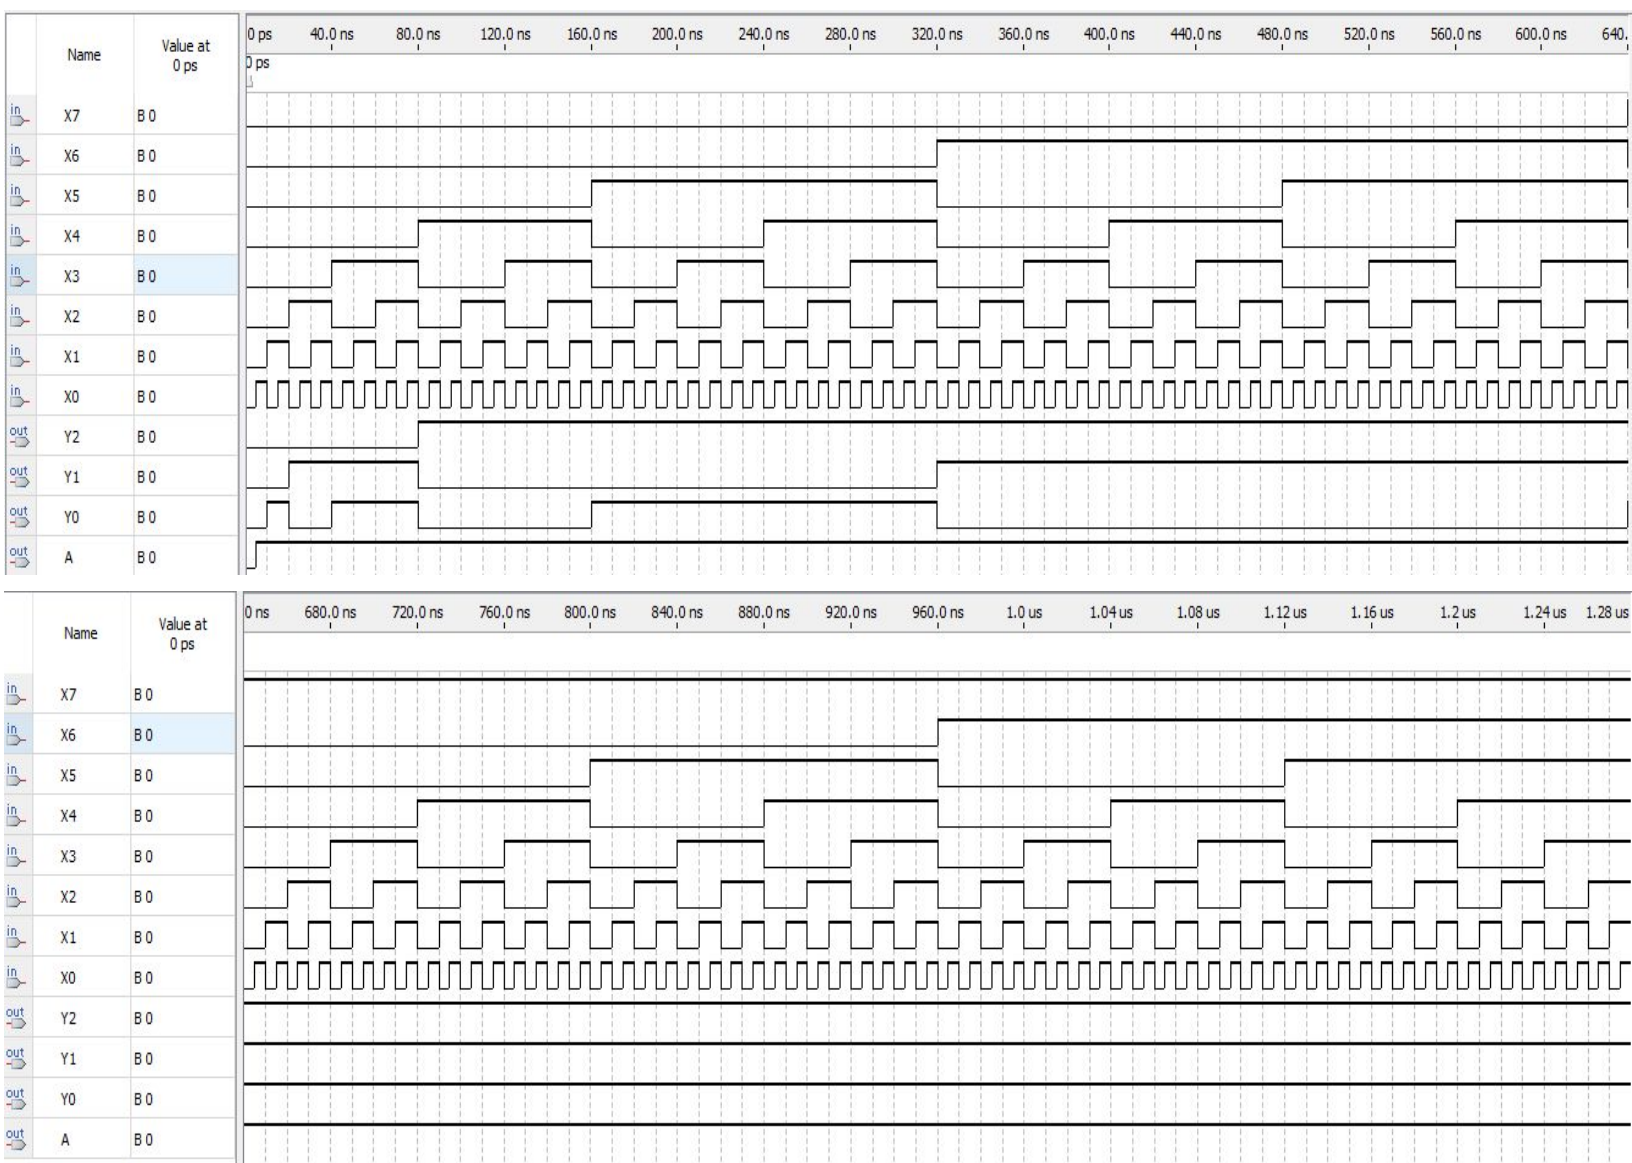 Name Value at 0 ps 0 ps 40.0 ns 80.0 ns 120.0 ns 160.0 ns 200.0 ns 240.0 ns 280.0 ns 320.0 ns 360.0 ns 400.0 ns 440.0 ns 480.0 ns 520.0 ns 560.0 ns 600.0 ns 640.
0 ps
in X7 B 0
in X6 B 0
in X5 B 0
in X4 B 0
in X3 B 0
in X2 B 0
in X1 B 0
in X0 B 0
out Y2 B 0
out Y1 B 0
out Y0 B 0
out A B 0
Name Value at 0 ps 0 ns 680.0 ns 720.0 ns 760.0 ns 800.0 ns 840.0 ns 880.0 ns 920.0 ns 960.0 ns 1.0 us 1.04 us 1.08 us 1.12 us 1.16 us 1.2 us 1.24 us 1.28 us
in X7 B 0
in X6 B 0
in X5 B 0
in X4 B 0
in X3 B 0
in X2 B 0
in X1 B 0
in X0 B 0
out Y2 B 0
out Y1 B 0
out Y0 B 0
out A B 0